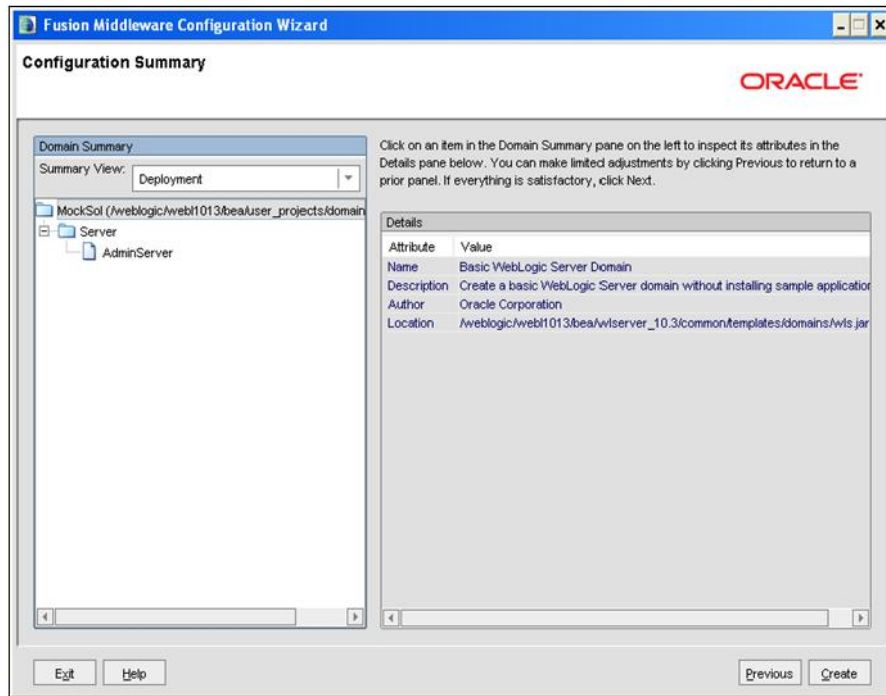 Fusion Middleware Configuration Wizard
Configuration Summary
ORACLE
Domain Summary
Summary View:
Deployment
MockSol (/weblogic/webl1013/bea/user_projects/domain
Server
AdminServer
Click on an item in the Domain Summary pane on the left to inspect its attributes in the
Details pane below. You can make limited adjustments by clicking Previous to return to a
prior panel. If everything is satisfactory, click Next.
Details
Attribute Value
Name Basic WebLogic Server Domain
Description Create a basic WebLogic Server domain without installing sample application
Author Oracle Corporation
Location /weblogic/webl1013/bea/wlserver_10.3/common/templates/domains/wls.jar
Exit Help Previous Create